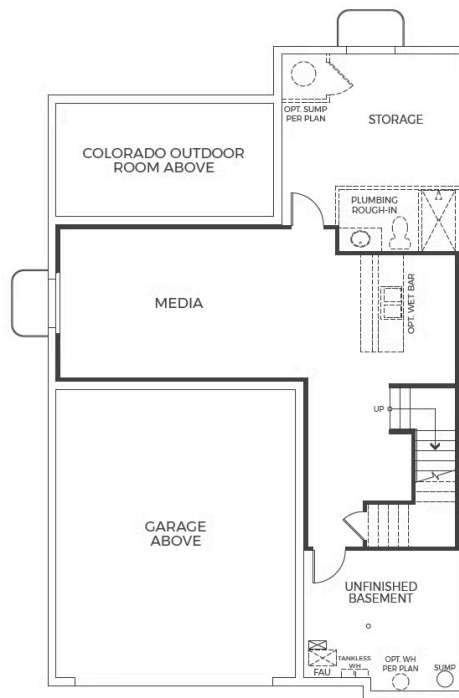 OPT. SUMP
PER PLAN
STORAGE
COLORADO OUTDOOR
ROOM ABOVE
PLUMBING
ROUGH-IN
MEDIA
OPT. WET BAR
UP
GARAGE
ABOVE
UNFINISHED
BASEMENT
FAU
TANKLESS
WH
OPT. WH
PER PLAN
SUMP